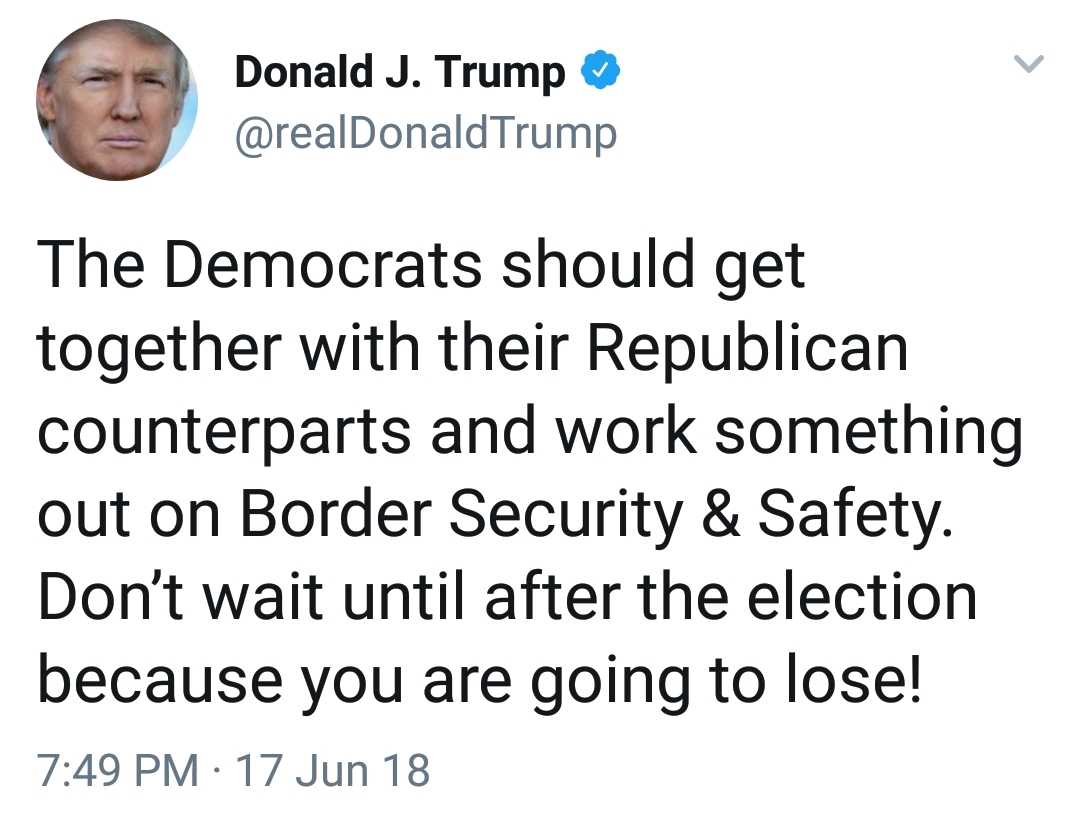 Donald J. Trump
@realDonaldTrump
The Democrats should get
together with their Republican
counterparts and work something
out on Border Security & Safety.
Don’t wait until after the election
because you are going to lose!
7:49 PM · 17 Jun 18